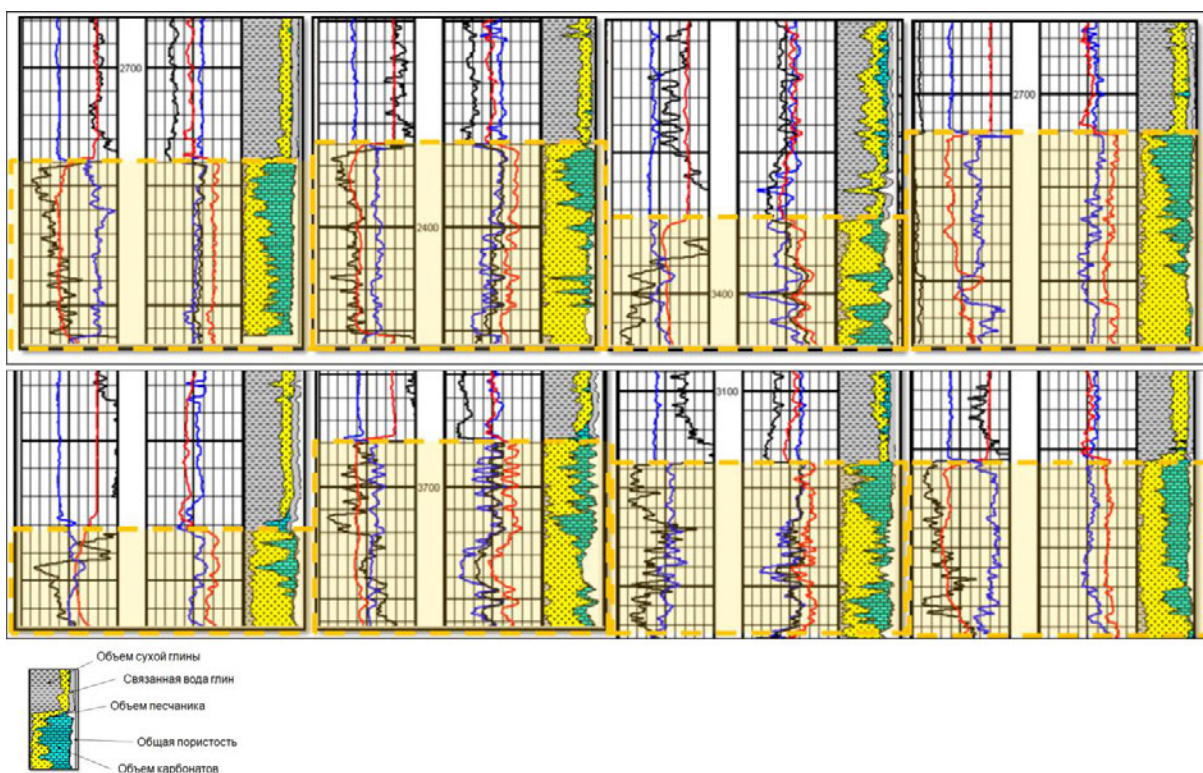 2700
2400
3400
2700
3700
3100
Объем сухой глины
Связанная вода глин
Объем песчаника
Общая пористость
Объем карбонатов